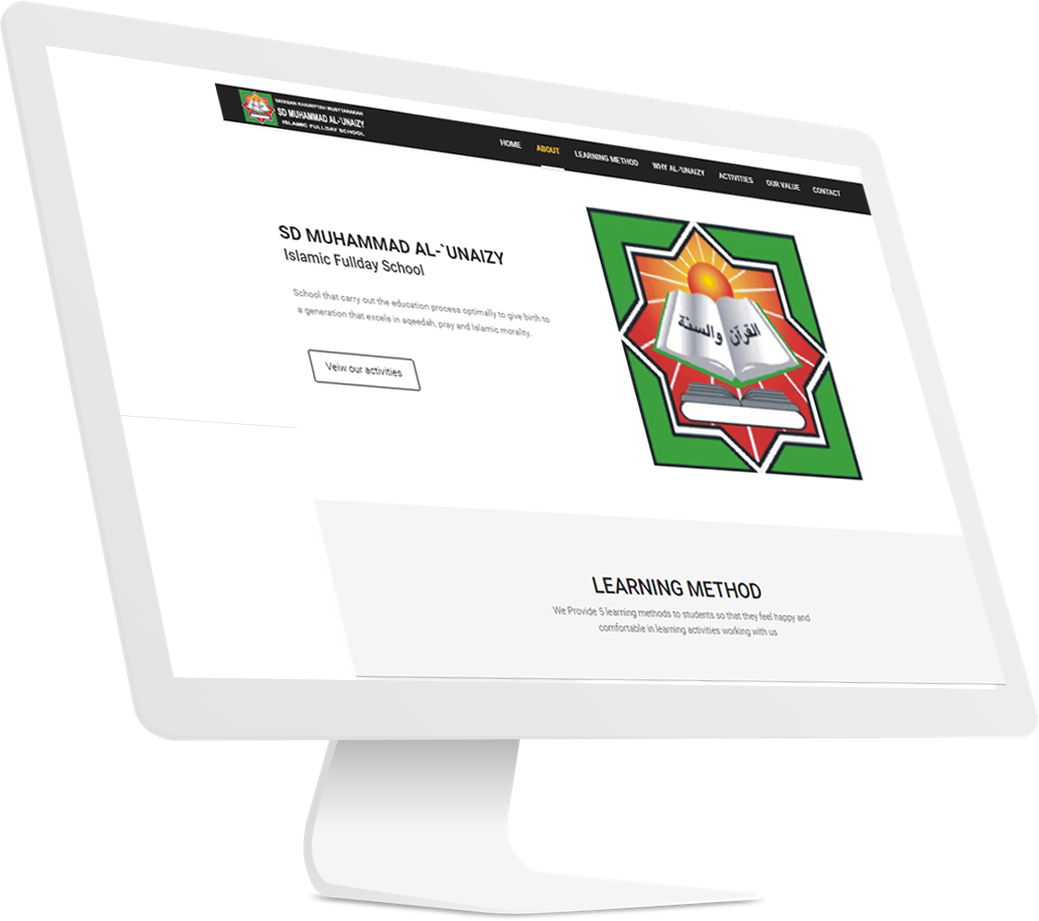 YAYASAN KHAIRIYYAH MUSYTARAKAH
SD MUHAMMAD AL-`UNAIZY
ISLAMIC FULLDAY SCHOOL
HOME ABOUT LEARNING METHOD WHY AL-`UNAIZY ACTIVITIES OUR VALUE CONTACT
SD MUHAMMAD AL-`UNAIZY
Islamic Fullday School
School that carry out the education process optimally to give birth to
a generation that excels in aqeedah, pray and Islamic morality.
Veiw our activities
القرآن والسنة
LEARNING METHOD
We Provide 5 learning methods to students so that they feel happy and
comfortable in learning activities working with us